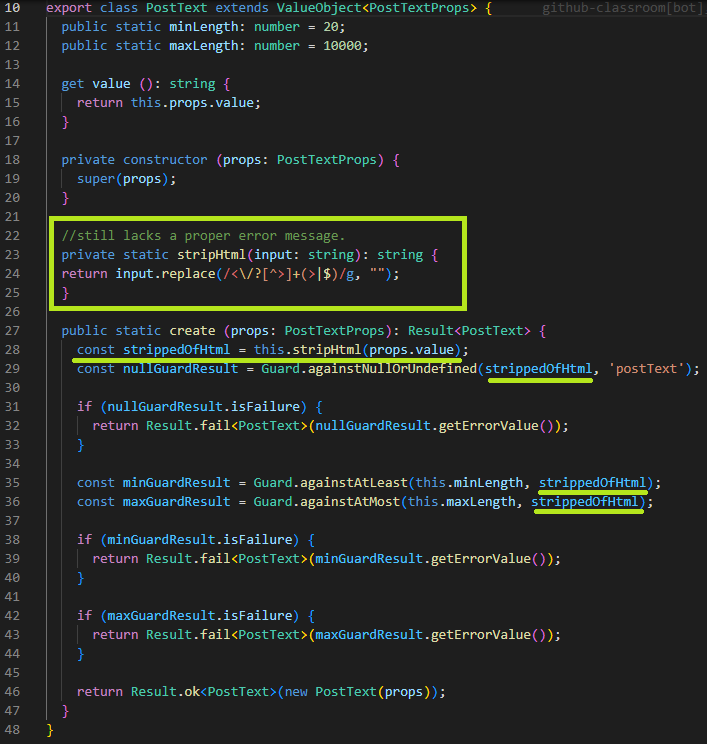 10 export class PostText extends ValueObject<PostTextProps> { github-classroom[bot]
11   public static minLength: number = 20;
12   public static maxLength: number = 10000;
13
14   get value (): string {
15     return this.props.value;
16   }
17
18   private constructor (props: PostTextProps) {
19     super(props);
20   }
21
22   //still lacks a proper error message.
23   private static stripHtml(input: string): string {
24   return input.replace(/<\/?[^>]+(>|$)/g, "");
25   }
26
27   public static create (props: PostTextProps): Result<PostText> {
28     const strippedOfHtml = this.stripHtml(props.value);
29     const nullGuardResult = Guard.againstNullOrUndefined(strippedOfHtml, 'postText');
30
31     if (nullGuardResult.isFailure) {
32       return Result.fail<PostText>(nullGuardResult.getErrorValue());
33     }
34
35     const minGuardResult = Guard.againstAtLeast(this.minLength, strippedOfHtml);
36     const maxGuardResult = Guard.againstAtMost(this.maxLength, strippedOfHtml);
37
38     if (minGuardResult.isFailure) {
39       return Result.fail<PostText>(minGuardResult.getErrorValue());
40     }
41
42     if (maxGuardResult.isFailure) {
43       return Result.fail<PostText>(maxGuardResult.getErrorValue());
44     }
45
46     return Result.ok<PostText>(new PostText(props));
47   }
48 }